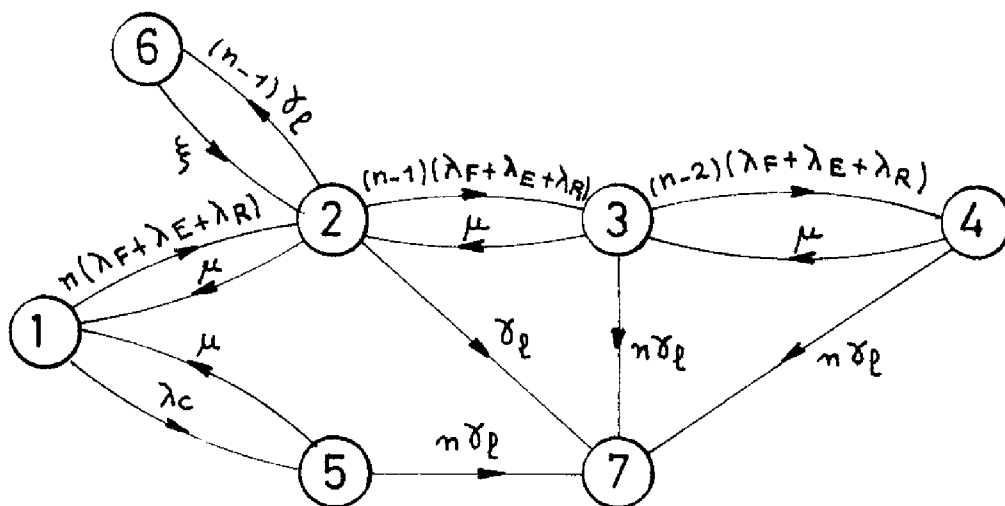 6
(n-1)γℓ
ξ
(n-1)(λF+λE+λR)
(n-2)(λF+λE+λR)
2
3
4
μ
μ
n(λF+λE+λR)
μ
1
μ
γℓ
nγℓ
nγℓ
λc
5
nγℓ
7